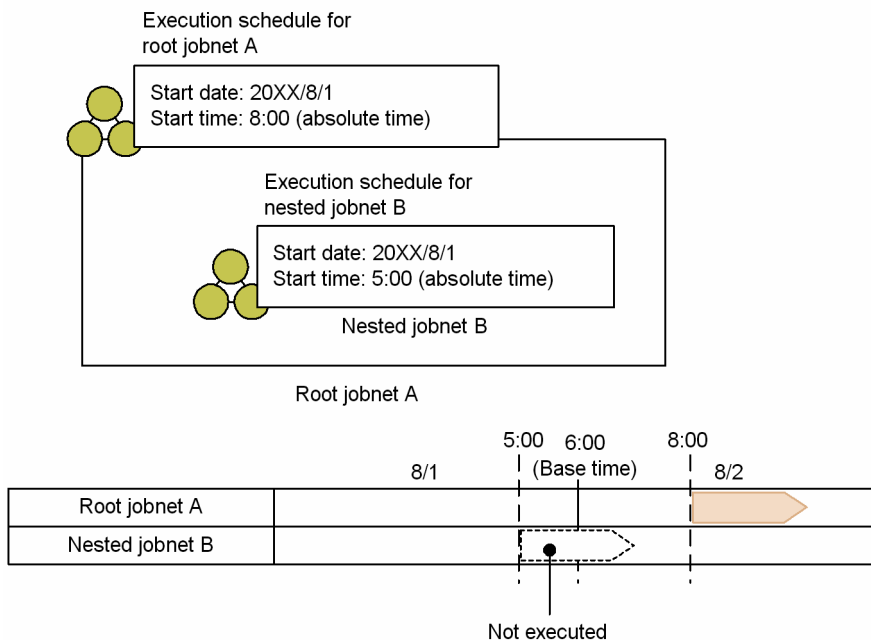 Execution schedule for
root jobnet A
Start date: 20XX/8/1
Start time: 8:00 (absolute time)
Execution schedule for
nested jobnet B
Start date: 20XX/8/1
Start time: 5:00 (absolute time)
Nested jobnet B
Root jobnet A
5:00 6:00 8:00
8/1 (Base time) 8/2
Root jobnet A
Nested jobnet B
Not executed